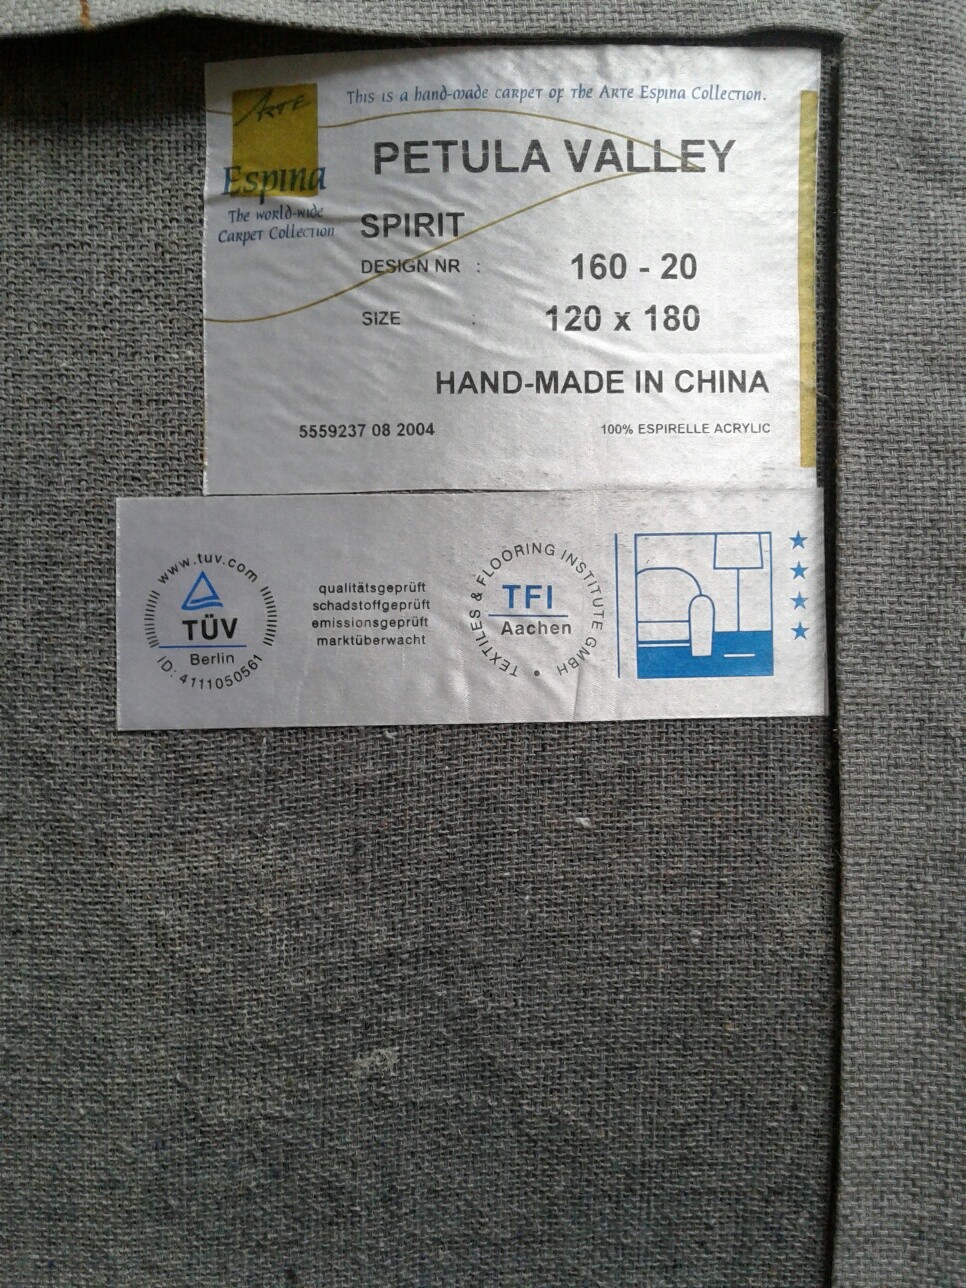 This is a hand-made carpet of the Arte Espina Collection.
Arte
Espina
The world-wide
Carpet Collection
PETULA VALLEY
SPIRIT
DESIGN NR : 160 - 20
SIZE : 120 x 180
HAND-MADE IN CHINA
5559237 08 2004
100% ESPIRELLE ACRYLIC
www.tuv.com
TÜV
Berlin
ID: 4111050561
qualitätsgeprüft
schadstoffgeprüft
emissionsgeprüft
marktüberwacht
TEXTILES & FLOORING INSTITUTE GMBH •
TFI
Aachen